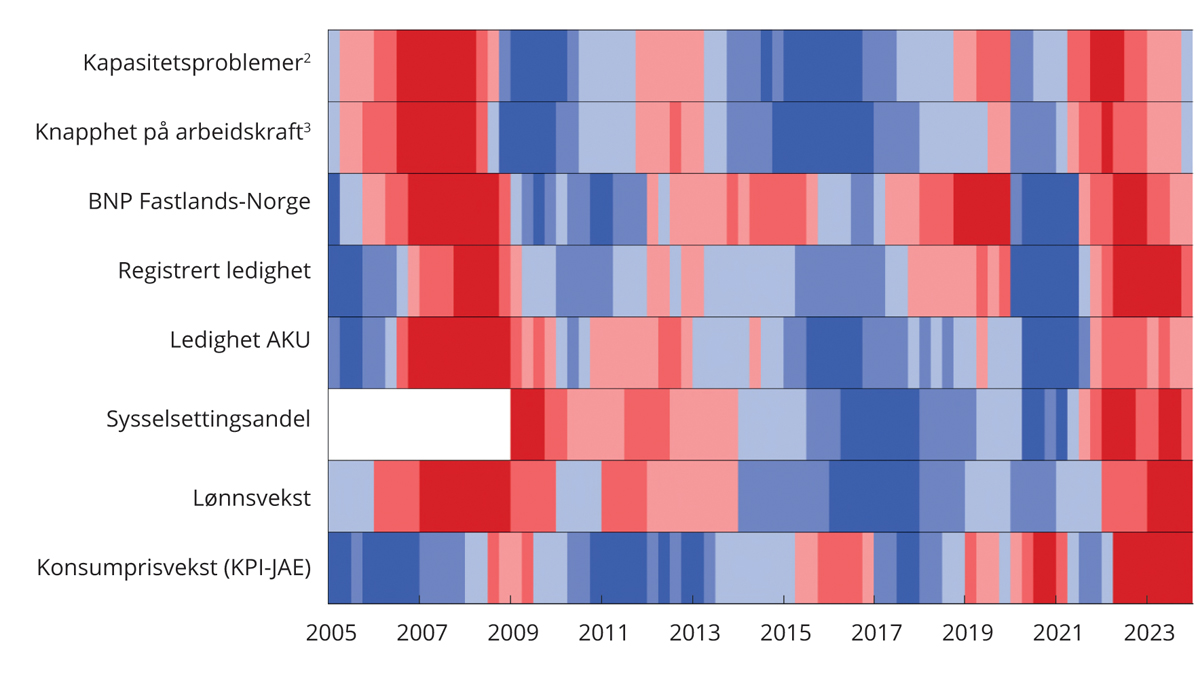 Kapasitetsproblemer²
Knapphet på arbeidskraft³
BNP Fastlands-Norge
Registrert ledighet
Ledighet AKU
Sysselsettingsandel
Lønnsvekst
Konsumprisvekst (KPI-JAE)
2005 2007 2009 2011 2013 2015 2017 2019 2021 2023